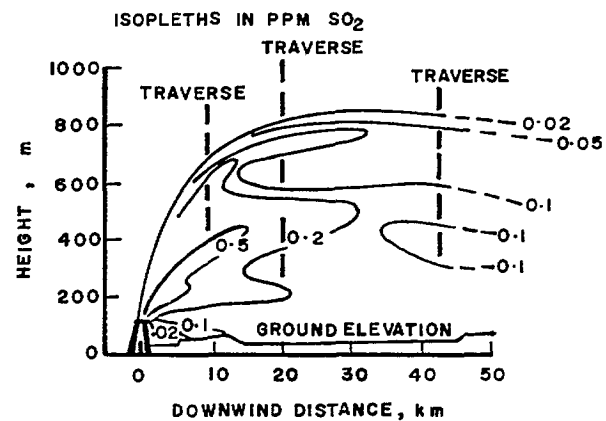 ISOPLETHS IN PPM SO₂
TRAVERSE
TRAVERSE
TRAVERSE
1000
800
600
400
200
0
HEIGHT, m
0·02
0·05
0·1
0·1
0·1
0·5
0·2
·02
0·1
GROUND ELEVATION
0 10 20 30 40 50
DOWNWIND DISTANCE, km